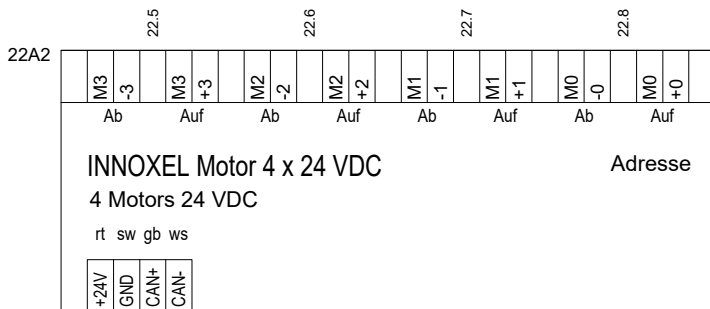 22.5 22.6 22.7 22.8
22A2
M3 -3 M3 +3 M2 -2 M2 +2 M1 -1 M1 +1 M0 -0 M0 +0
Ab Auf Ab Auf Ab Auf Ab Auf
INNOXEL Motor 4 x 24 VDC Adresse
4 Motors 24 VDC
rt sw gb ws
+24V GND CAN+ CAN-